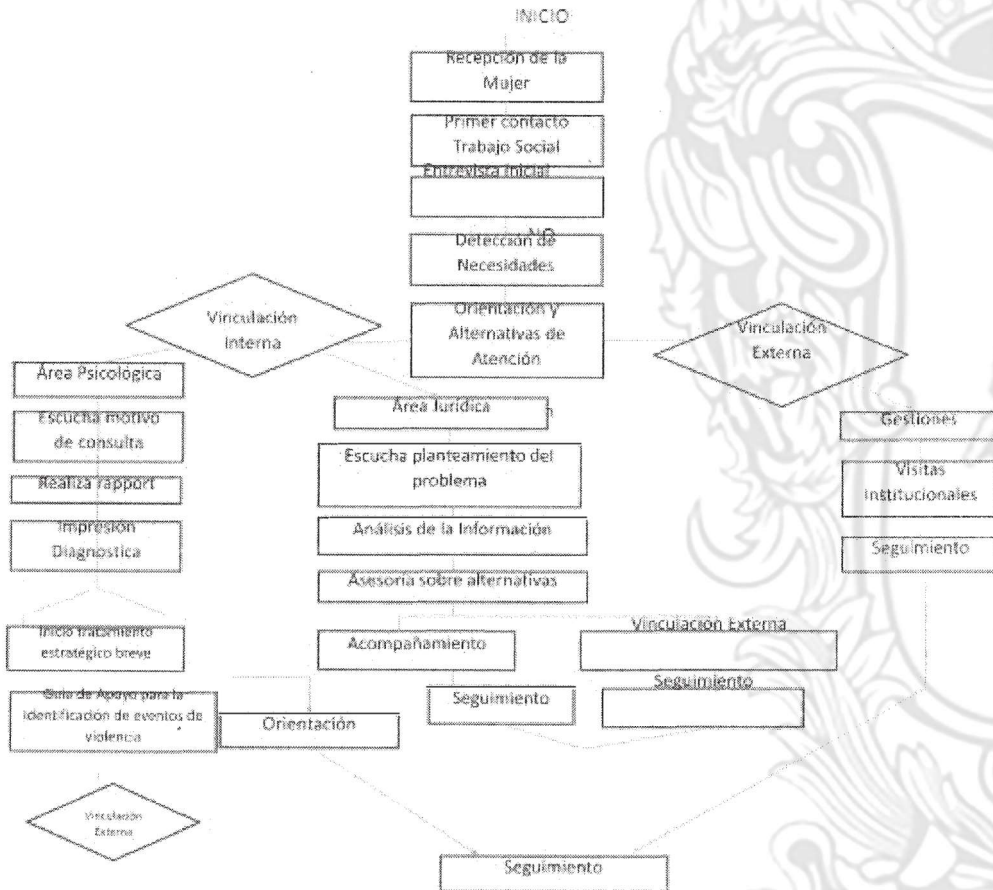 INICIO
Recepción de la
Mujer
Primer contacto
Trabajo Social
Entrevista Inicial
NO
Detección de
Necesidades
Orientación y
Alternativas de
Atención
Vinculación
Interna
Vinculación
Externa
Área Psicológica
Escucha motivo
de consulta
Realiza rapport
Impresión
Diagnostica
Inicio tratamiento
estratégico breve
Guía de Apoyo para la
identificación de eventos de
violencia
Vinculación
Externa
Orientación
Área Jurídica
n
Escucha planteamiento del
problema
Análisis de la Información
Asesoría sobre alternativas
Acompañamiento
Seguimiento
Vinculación Externa
Seguimiento
Gestiones
Visitas
Institucionales
Seguimiento
Seguimiento